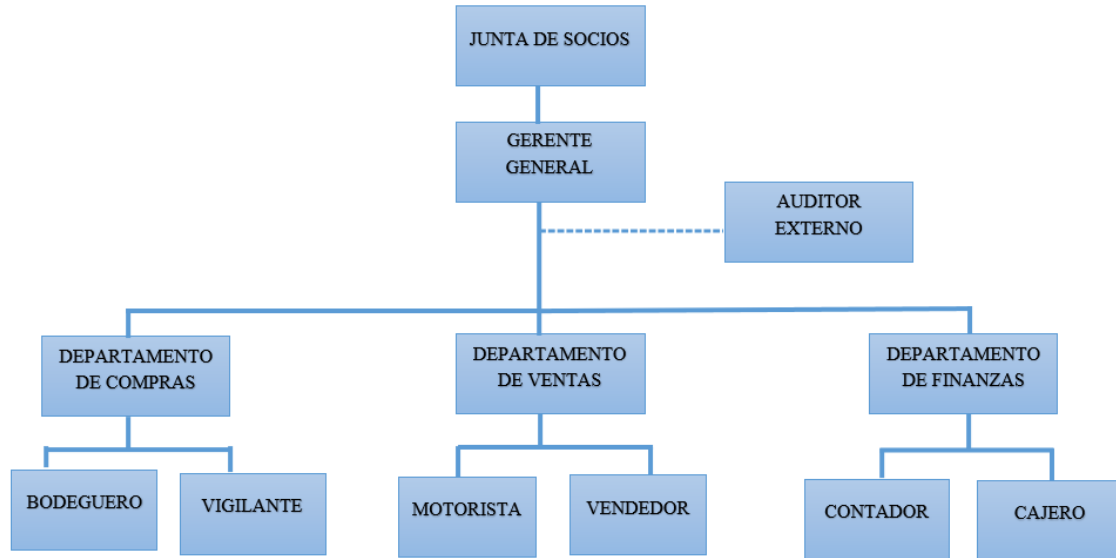 JUNTA DE SOCIOS
GERENTE
GENERAL
AUDITOR
EXTERNO
DEPARTAMENTO
DE COMPRAS
DEPARTAMENTO
DE VENTAS
DEPARTAMENTO
DE FINANZAS
BODEGUERO
VIGILANTE
MOTORISTA
VENDEDOR
CONTADOR
CAJERO